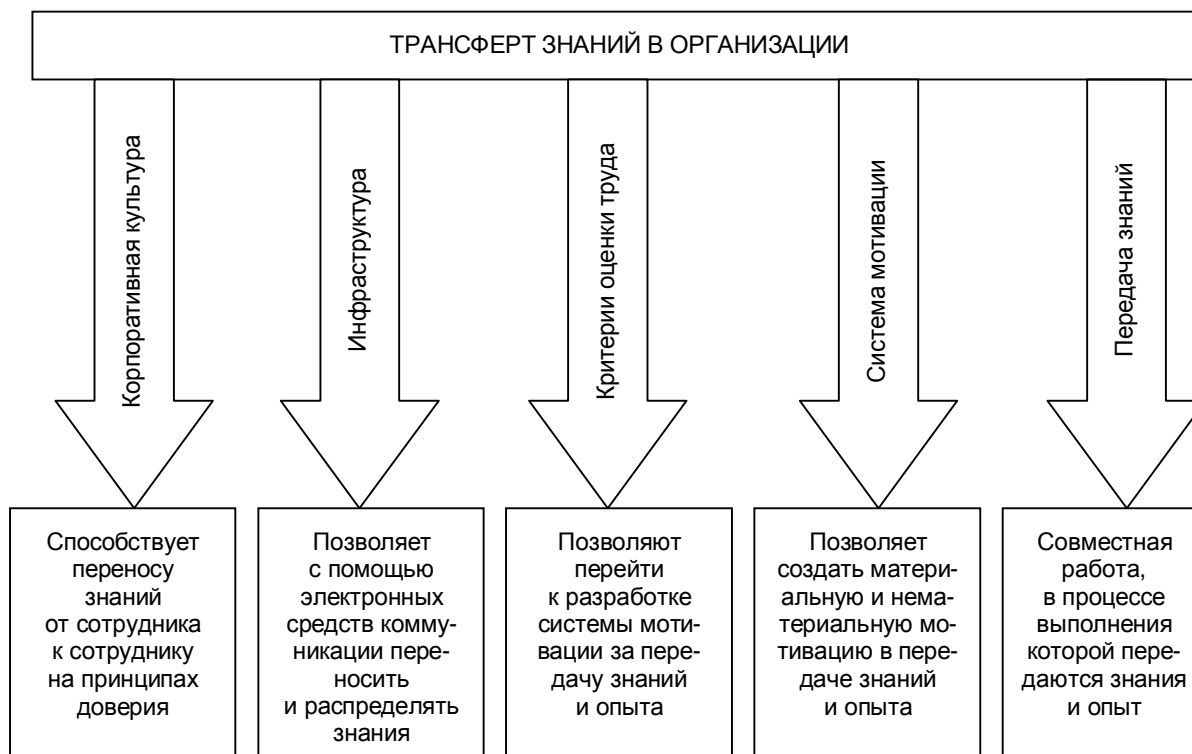 ТРАНСФЕРТ ЗНАНИЙ В ОРГАНИЗАЦИИ
Корпоративная культура
Инфраструктура
Критерии оценки труда
Система мотивации
Передача знаний
Способствует
переносу
знаний
от сотрудника
к сотруднику
на принципах
доверия
Позволяет
с помощью
электронных
средств комму-
никации пере-
носить
и распределять
знания
Позволяют
перейти
к разработке
системы моти-
вации за пере-
дачу знаний
и опыта
Позволяет
создать матери-
альную и нема-
териальную мо-
тивацию в пере-
даче знаний
и опыта
Совместная
работа,
в процессе
выполнения
которой пере-
даются знания
и опыт